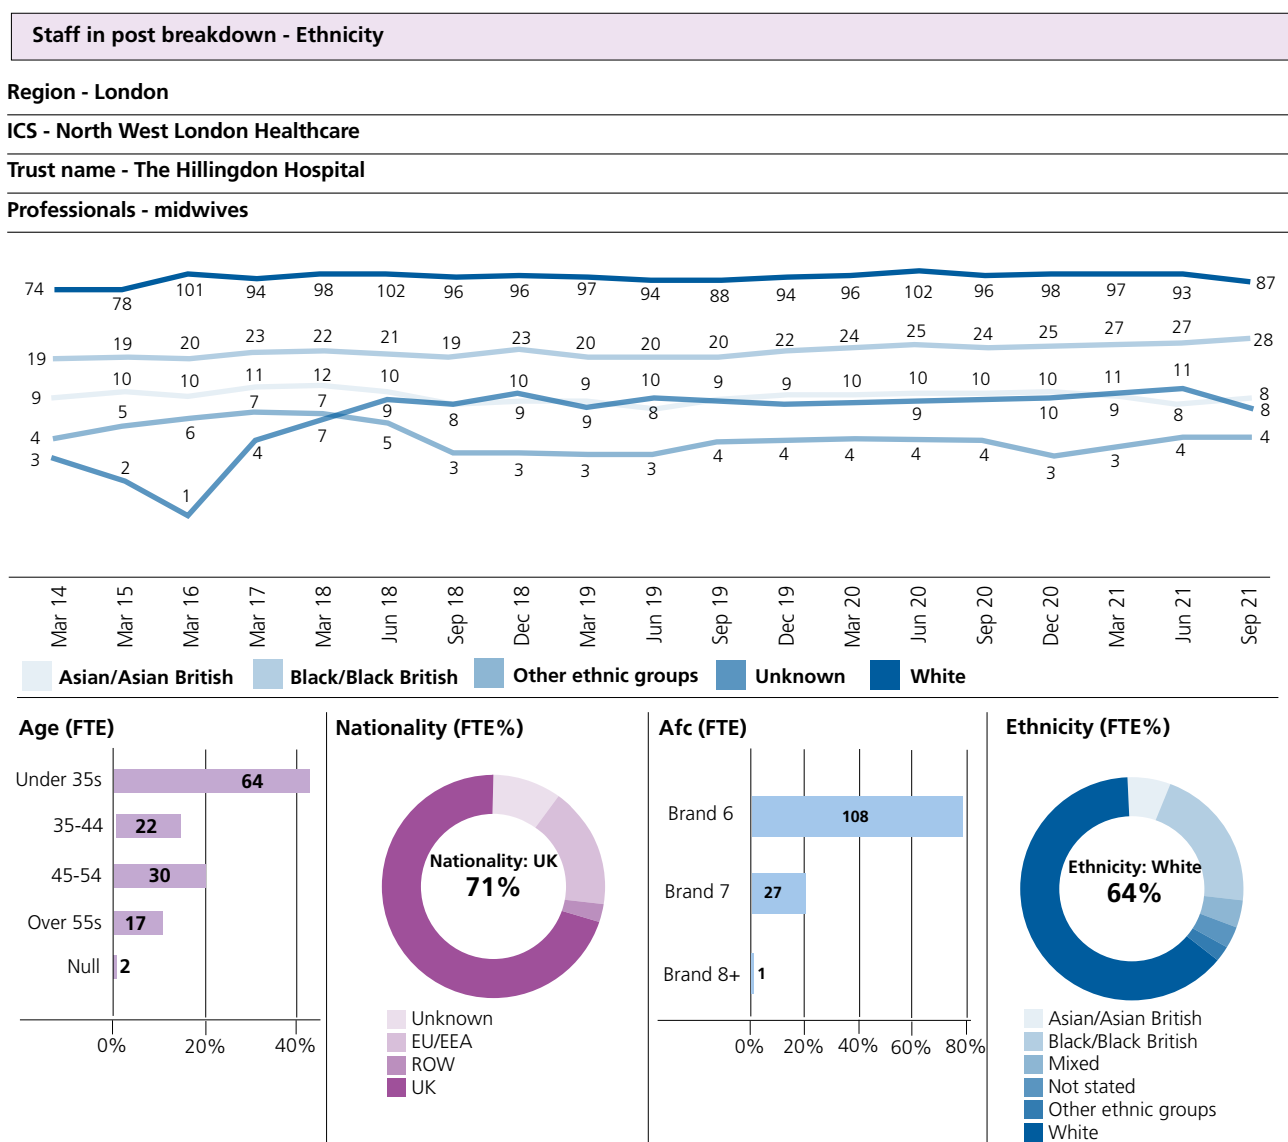 Staff in post breakdown - Ethnicity
Region - London
ICS - North West London Healthcare
Trust name - The Hillingdon Hospital
Professionals - midwives
74 78 101 94 98 102 96 96 97 94 88 94 96 102 96 98 97 93 87
19 19 20 23 22 21 19 23 20 20 20 22 24 25 24 25 27 27 28
9 10 10 11 12 10 8 9 9 8 9 9 10 10 10 10 9 8 8
4 5 6 7 7 5 3 3 3 3 4 4 4 4 4 3 3 4 4
3 2 1 4 7 9 10 9 10 9 10 11 11 8
Mar 14 Mar 15 Mar 16 Mar 17 Mar 18 Jun 18 Sep 18 Dec 18 Mar 19 Jun 19 Sep 19 Dec 19 Mar 20 Jun 20 Sep 20 Dec 20 Mar 21 Jun 21 Sep 21
Asian/Asian British Black/Black British Other ethnic groups Unknown White
Age (FTE)
Under 35s 64
35-44 22
45-54 30
Over 55s 17
Null 2
0% 20% 40%
Nationality (FTE%)
Nationality: UK
71%
Unknown
EU/EEA
ROW
UK
Afc (FTE)
Brand 6 108
Brand 7 27
Brand 8+ 1
0% 20% 40% 60% 80%
Ethnicity (FTE%)
Ethnicity: White
64%
Asian/Asian British
Black/Black British
Mixed
Not stated
Other ethnic groups
White